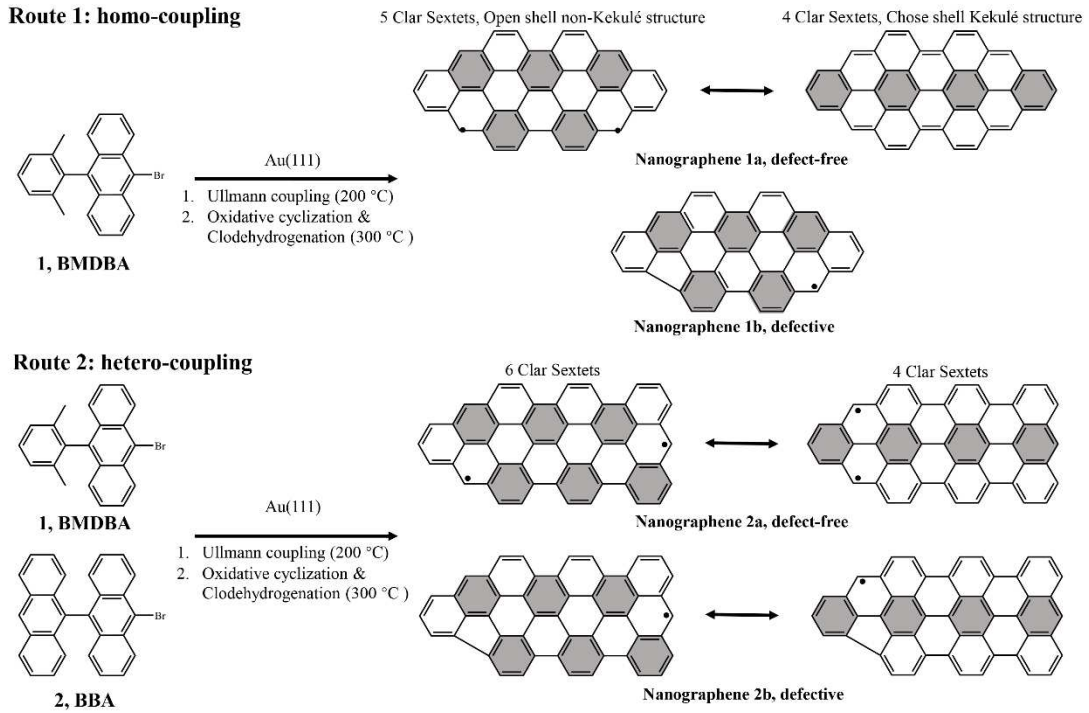 Route 1: homo-coupling
5 Clar Sextets, Open shell non-Kekulé structure
4 Clar Sextets, Chose shell Kekulé structure
Br
Au(111)
1. Ullmann coupling (200 °C)
2. Oxidative cyclization &
Clodehydrogenation (300 °C )
1, BMDBA
Nanographene 1a, defect-free
Nanographene 1b, defective
Route 2: hetero-coupling
6 Clar Sextets
4 Clar Sextets
Br
1, BMDBA
Au(111)
1. Ullmann coupling (200 °C)
2. Oxidative cyclization &
Clodehydrogenation (300 °C )
Nanographene 2a, defect-free
Br
2, BBA
Nanographene 2b, defective